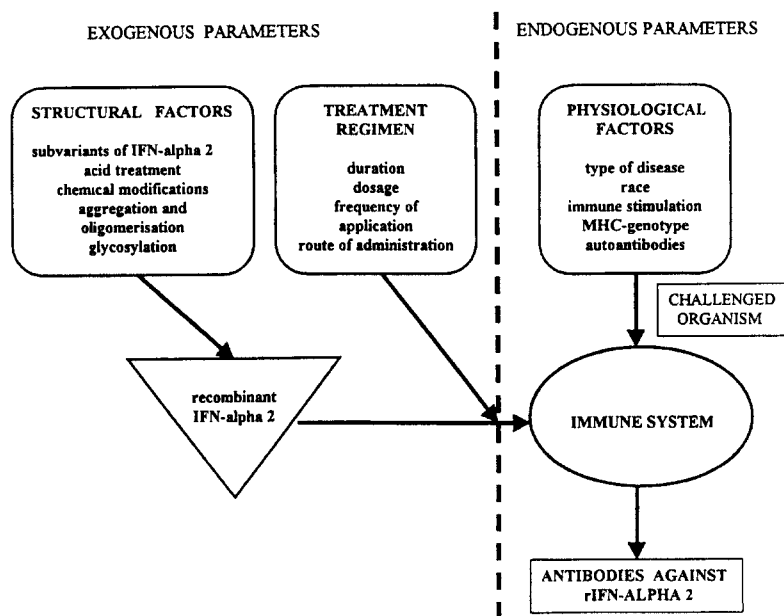 EXOGENOUS PARAMETERS
ENDOGENOUS PARAMETERS
STRUCTURAL FACTORS
subvariants of IFN-alpha 2
acid treatment
chemical modifications
aggregation and
oligomerisation
glycosylation
TREATMENT
REGIMEN
duration
dosage
frequency of
application
route of administration
PHYSIOLOGICAL
FACTORS
type of disease
race
immune stimulation
MHC-genotype
autoantibodies
CHALLENGED
ORGANISM
recombinant
IFN-alpha 2
IMMUNE SYSTEM
ANTIBODIES AGAINST
rIFN-ALPHA 2